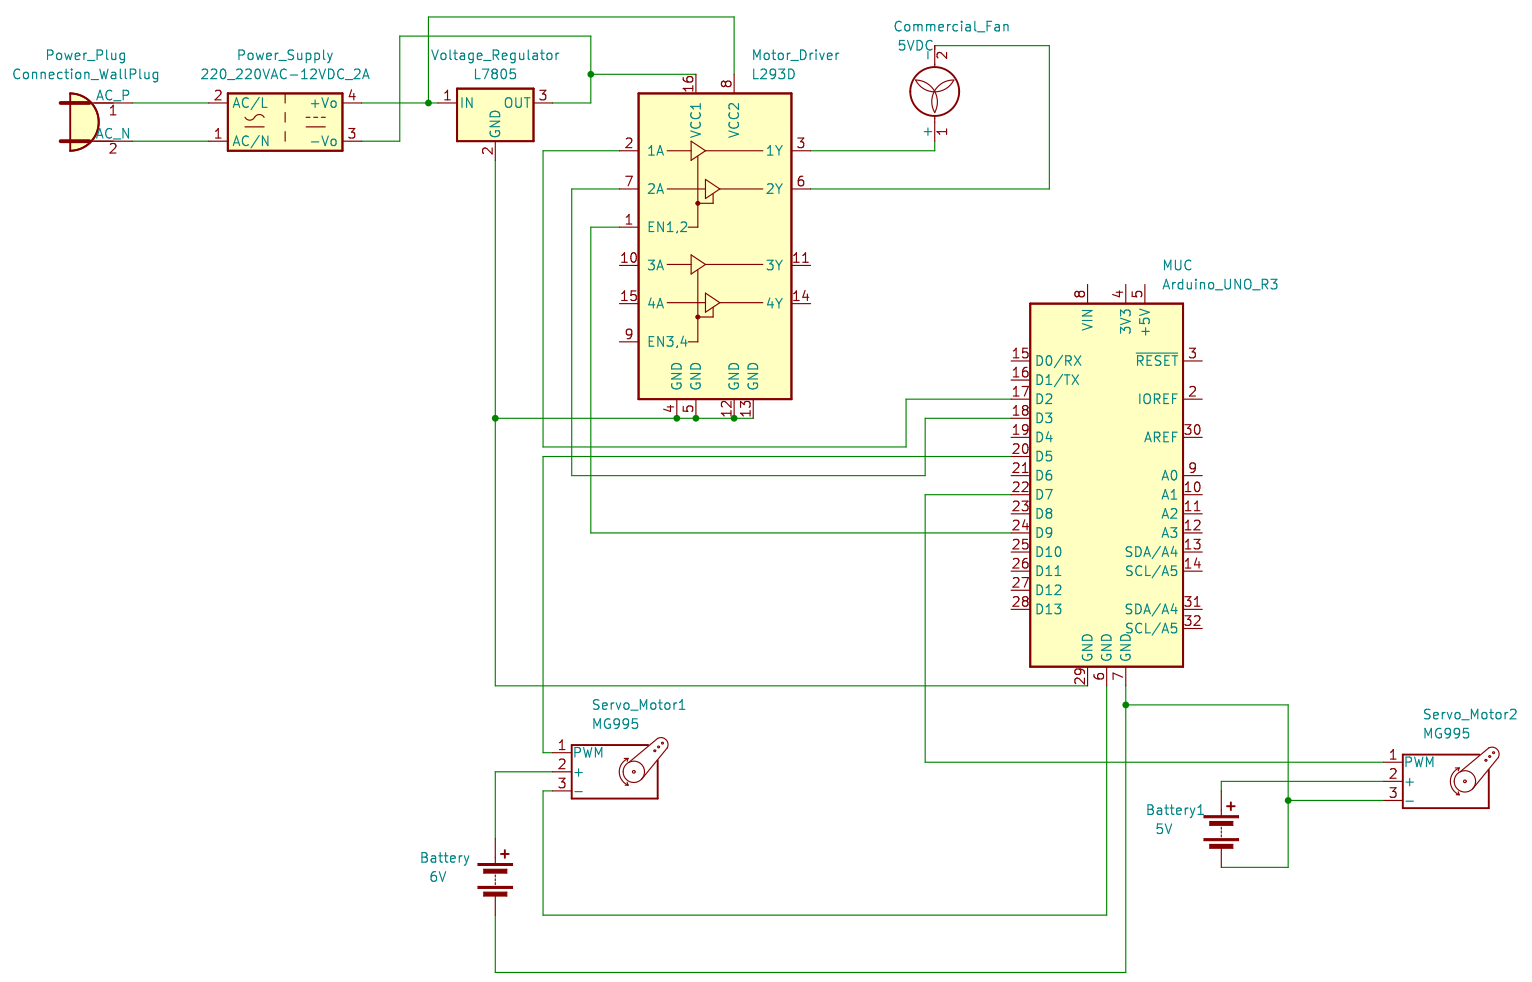 Power_Plug
Connection_WallPlug
AC_P
1
AC_N
2
Power_Supply
220_220VAC-12VDC_2A
2
AC/L
+Vo
4
1
AC/N
-Vo
3
Voltage_Regulator
L7805
1
IN
OUT
3
GND
2
Motor_Driver
L293D
16
8
VCC1
VCC2
2
1A
1Y
3
7
2A
2Y
6
1
EN1,2
10
3A
3Y
11
15
4A
4Y
14
9
EN3,4
GND
GND
GND
GND
4
5
12
13
Commercial_Fan
5VDC
-
2
+
1
MUC
Arduino_UNO_R3
8
4
5
VIN
3V3
+5V
15
D0/RX
RESET
3
16
D1/TX
17
D2
IOREF
2
18
D3
19
D4
AREF
30
20
D5
21
D6
A0
9
22
D7
A1
10
23
D8
A2
11
24
D9
A3
12
25
D10
SDA/A4
13
26
D11
SCL/A5
14
27
D12
28
D13
SDA/A4
31
SCL/A5
32
GND
GND
GND
29
6
7
Servo_Motor1
MG995
1
PWM
2
+
3
-
Battery
6V
+
Servo_Motor2
MG995
1
PWM
2
+
3
-
Battery1
5V
+